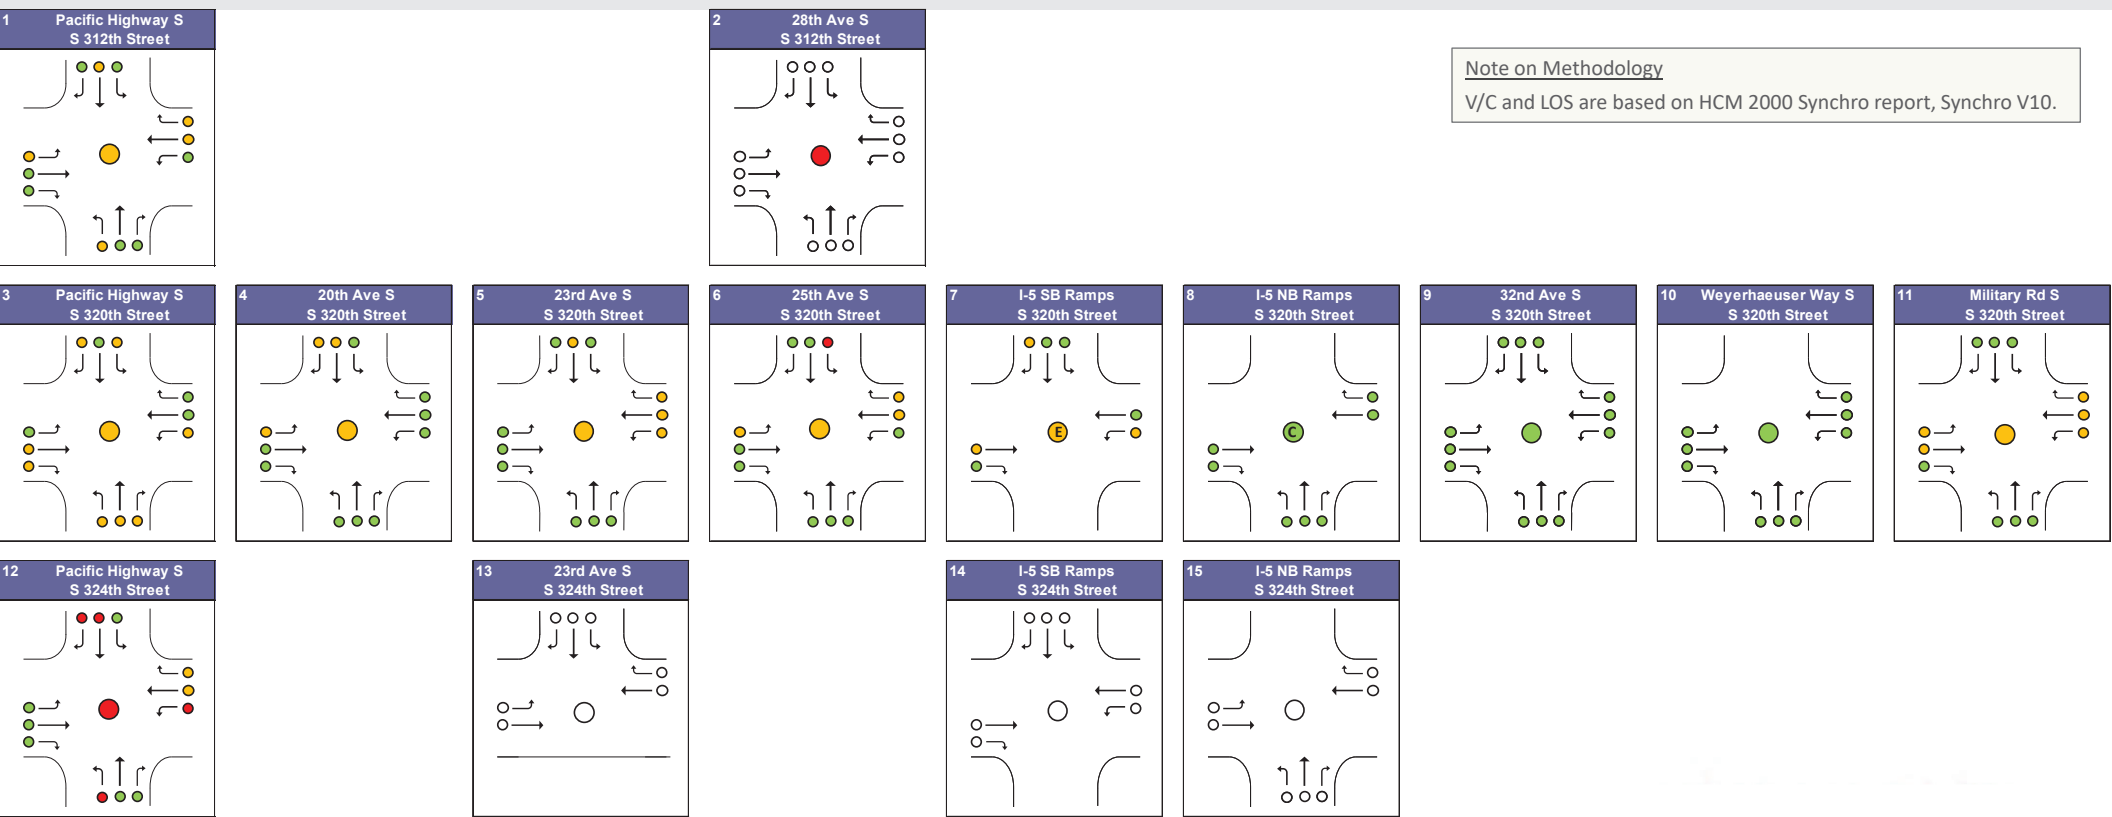 1 Pacific Highway S
S 312th Street
2 28th Ave S
S 312th Street
Note on Methodology
V/C and LOS are based on HCM 2000 Synchro report, Synchro V10.
3 Pacific Highway S
S 320th Street
4 20th Ave S
S 320th Street
5 23rd Ave S
S 320th Street
6 25th Ave S
S 320th Street
7 I-5 SB Ramps
S 320th Street
E
8 I-5 NB Ramps
S 320th Street
C
9 32nd Ave S
S 320th Street
10 Weyerhaeuser Way S
S 320th Street
11 Military Rd S
S 320th Street
12 Pacific Highway S
S 324th Street
13 23rd Ave S
S 324th Street
14 I-5 SB Ramps
S 324th Street
15 I-5 NB Ramps
S 324th Street